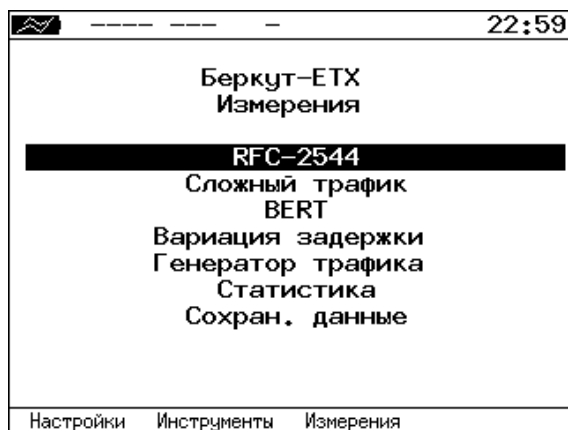 ---- --- - 22:59
Беркут-ETX
Измерения
RFC-2544
Сложный трафик
BERT
Вариация задержки
Генератор трафика
Статистика
Сохран. данные
Настройки Инструменты Измерения